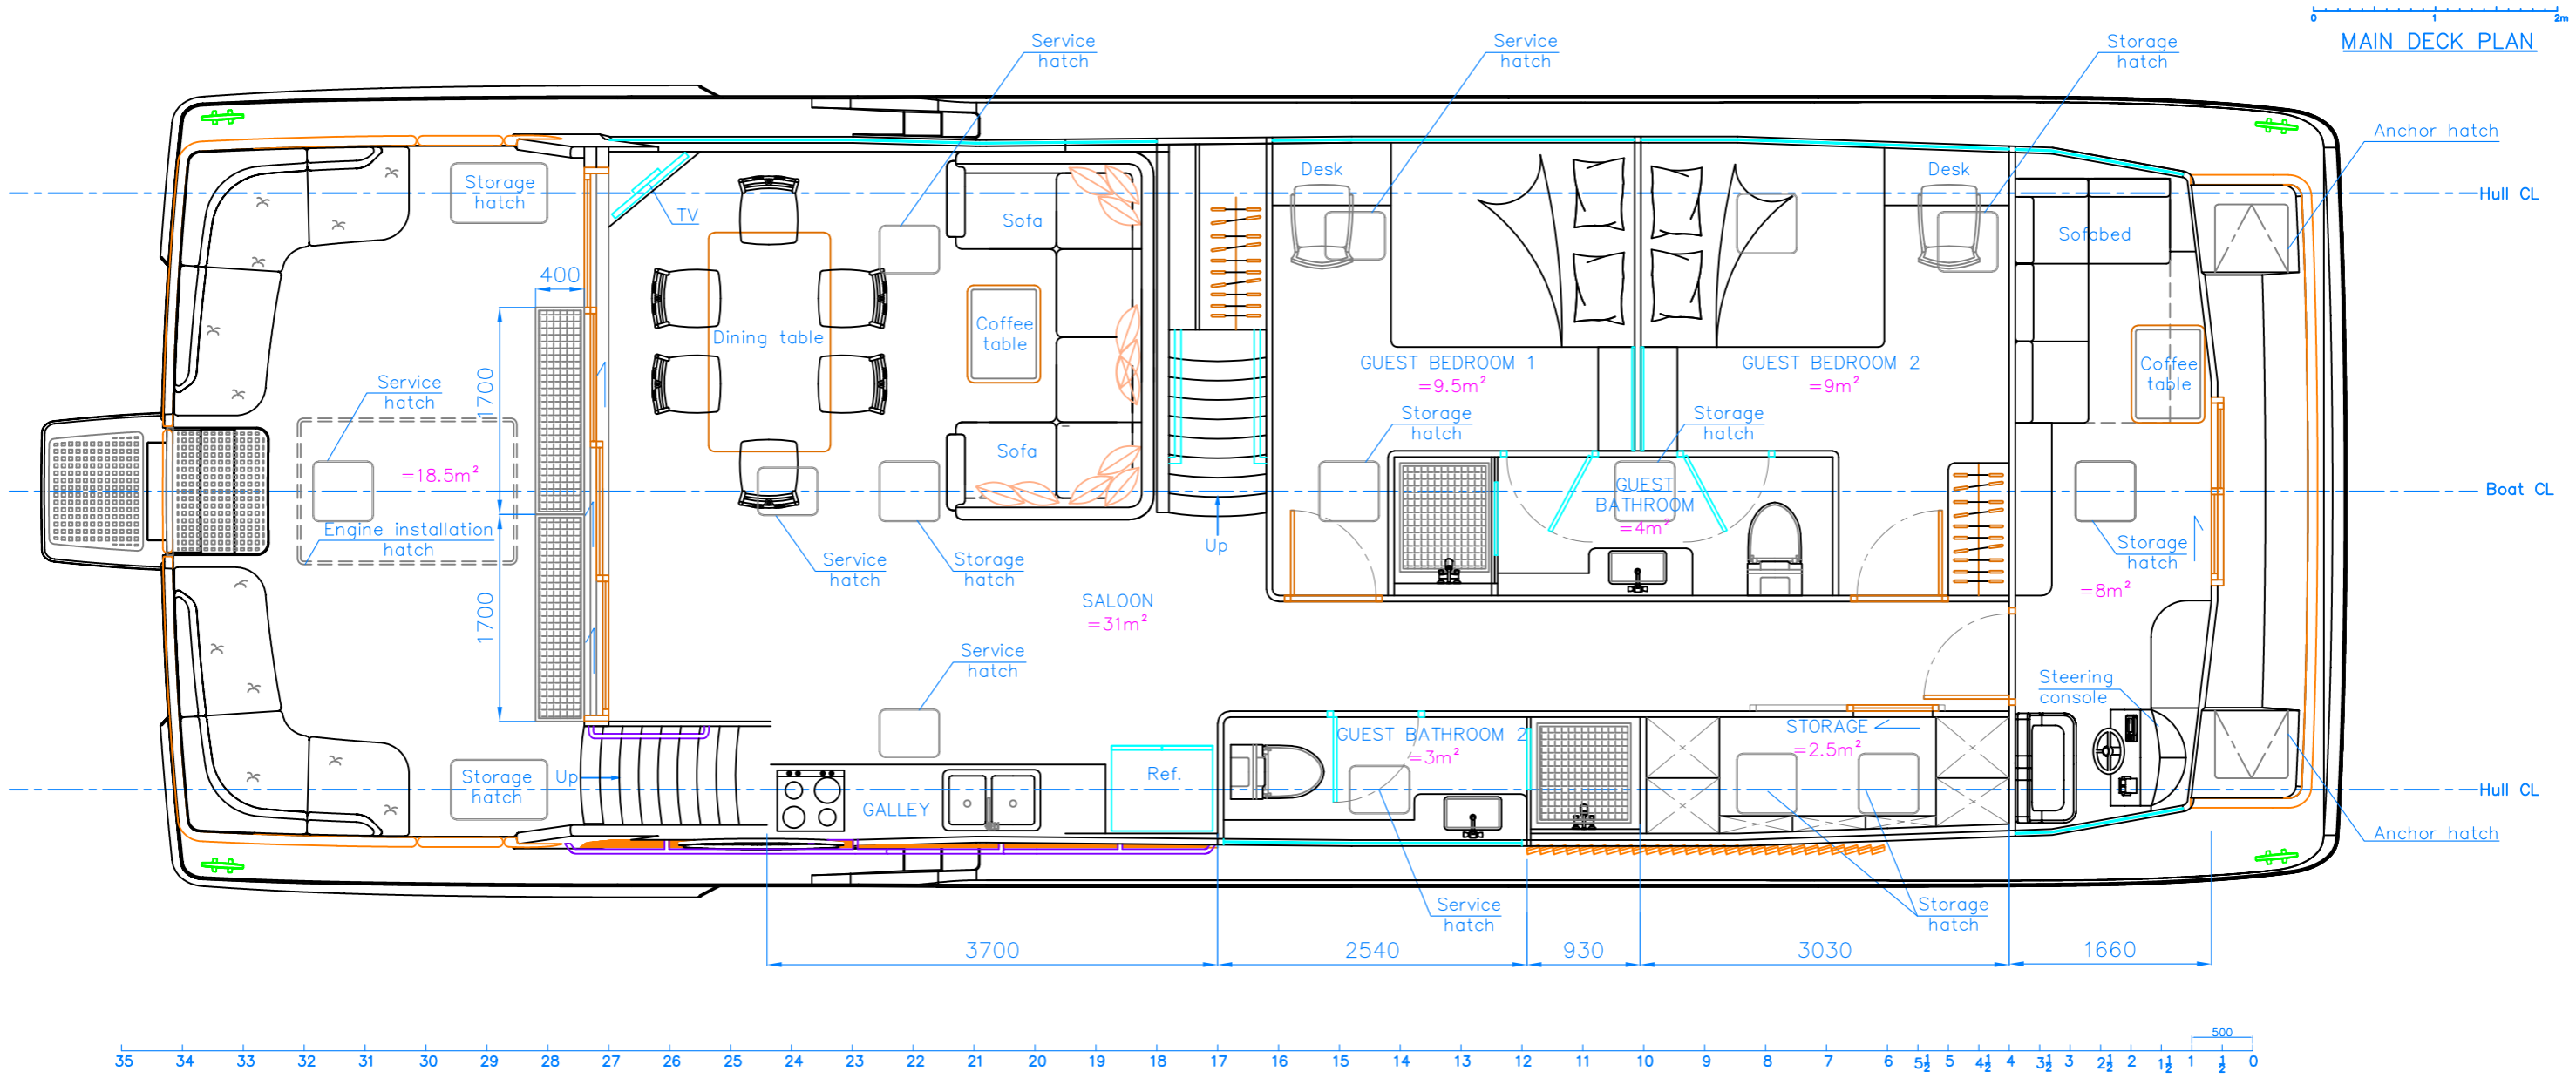 0 1 2m
MAIN DECK PLAN
Service
hatch
Service
hatch
Storage
hatch
Anchor hatch
Desk
Desk
Storage
hatch
TV
Hull CL
Sofa
Sofabed
400
Dining table
Coffee
table
1700
Service
hatch
GUEST BEDROOM 1
=9.5m²
GUEST BEDROOM 2
=9m²
Coffee
table
Storage
hatch
Storage
hatch
Sofa
=18.5m²
GUEST
BATHROOM
=4m²
Boat CL
Engine installation
hatch
Up
Service
hatch
Storage
hatch
Storage
hatch
1700
SALOON
=31m²
=8m²
Service
hatch
Steering
console
GUEST BATHROOM 2
=3m²
STORAGE
=2.5m²
Storage
hatch
Up
Ref.
GALLEY
Hull CL
Anchor hatch
Service
hatch
Storage
hatch
3700 2540 930 3030 1660
500
35 34 33 32 31 30 29 28 27 26 25 24 23 22 21 20 19 18 17 16 15 14 13 12 11 10 9 8 7 6 5½ 5 4½ 4 3½ 3 2½ 2 1½ 1 ½ 0